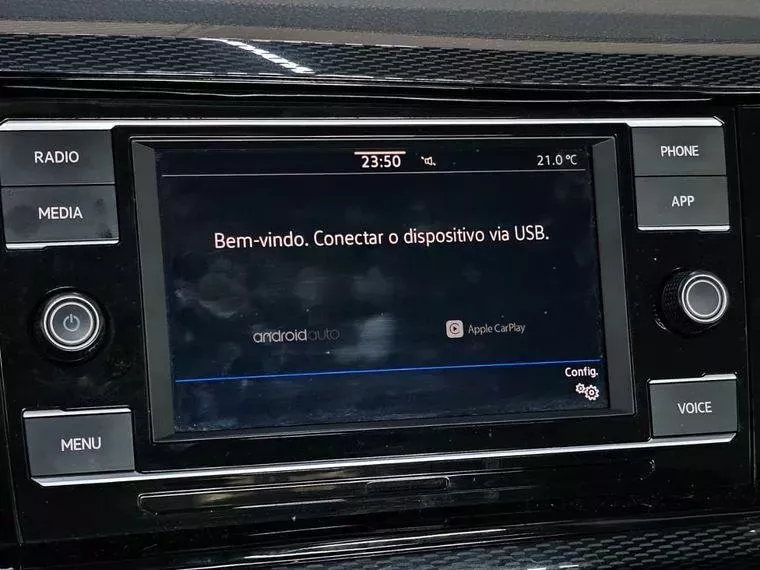 RADIO
MEDIA
MENU
23:50
21.0 °C
Bem-vindo. Conectar o dispositivo via USB.
androidauto
Apple CarPlay
Config.
PHONE
APP
VOICE